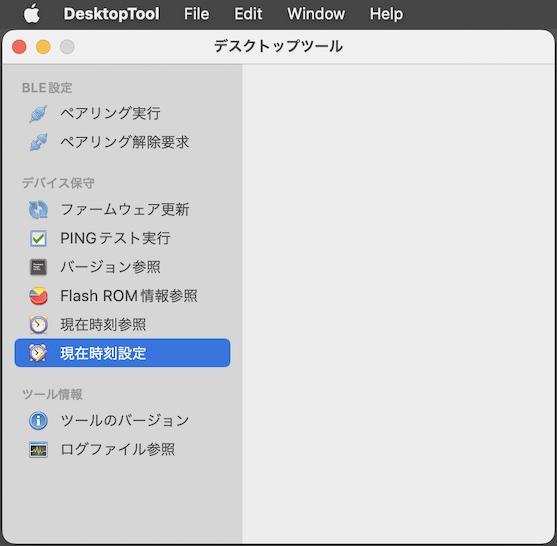 DesktopTool File Edit Window Help
デスクトップツール
BLE設定
ペアリング実行
ペアリング解除要求
デバイス保守
ファームウェア更新
PINGテスト実行
バージョン参照
Flash ROM情報参照
現在時刻参照
現在時刻設定
ツール情報
ツールのバージョン
ログファイル参照